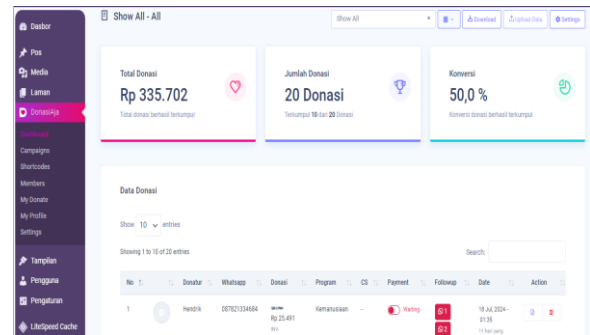 Dasbor
Pos
Media
Laman
DonasiAja
Dashboard
Campaigns
Shortcodes
Members
My Donate
My Profile
Settings
Tampilan
Pengguna
Pengaturan
LiteSpeed Cache
Show All - All
Show All
Download
Upload Data
Settings
Total Donasi
Rp 335.702
Total donasi berhasil terkumpul
Jumlah Donasi
20 Donasi
Terkumpul 10 dari 20 Donasi
Konversi
50,0 %
Konversi donasi berhasil terkumpul
Data Donasi
Show 10 entries
Showing 1 to 10 of 20 entries
Search:
No Donatur Whatsapp Donasi Program CS Payment Followup Date Action
1 Hendrik 087821334684 Rp 25.491 Kemanusiaan - Waiting 1 18 Jul, 2024 - 01:35
2 11 hari yang